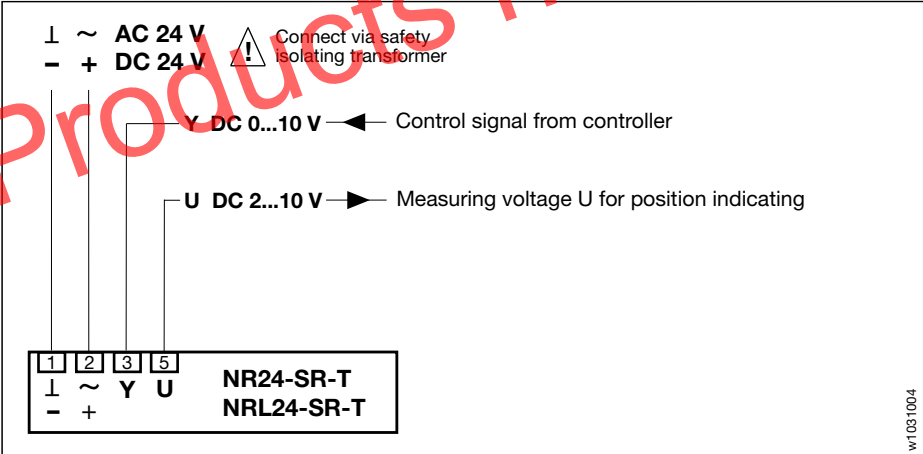 ⊥ ~ AC 24 V
– + DC 24 V
! Connect via safety
isolating transformer
Y DC 0...10 V Control signal from controller
U DC 2...10 V Measuring voltage U for position indicating
1 2 3 5
⊥ ~ Y U NR24-SR-T
– + NRL24-SR-T
w1031004
Products